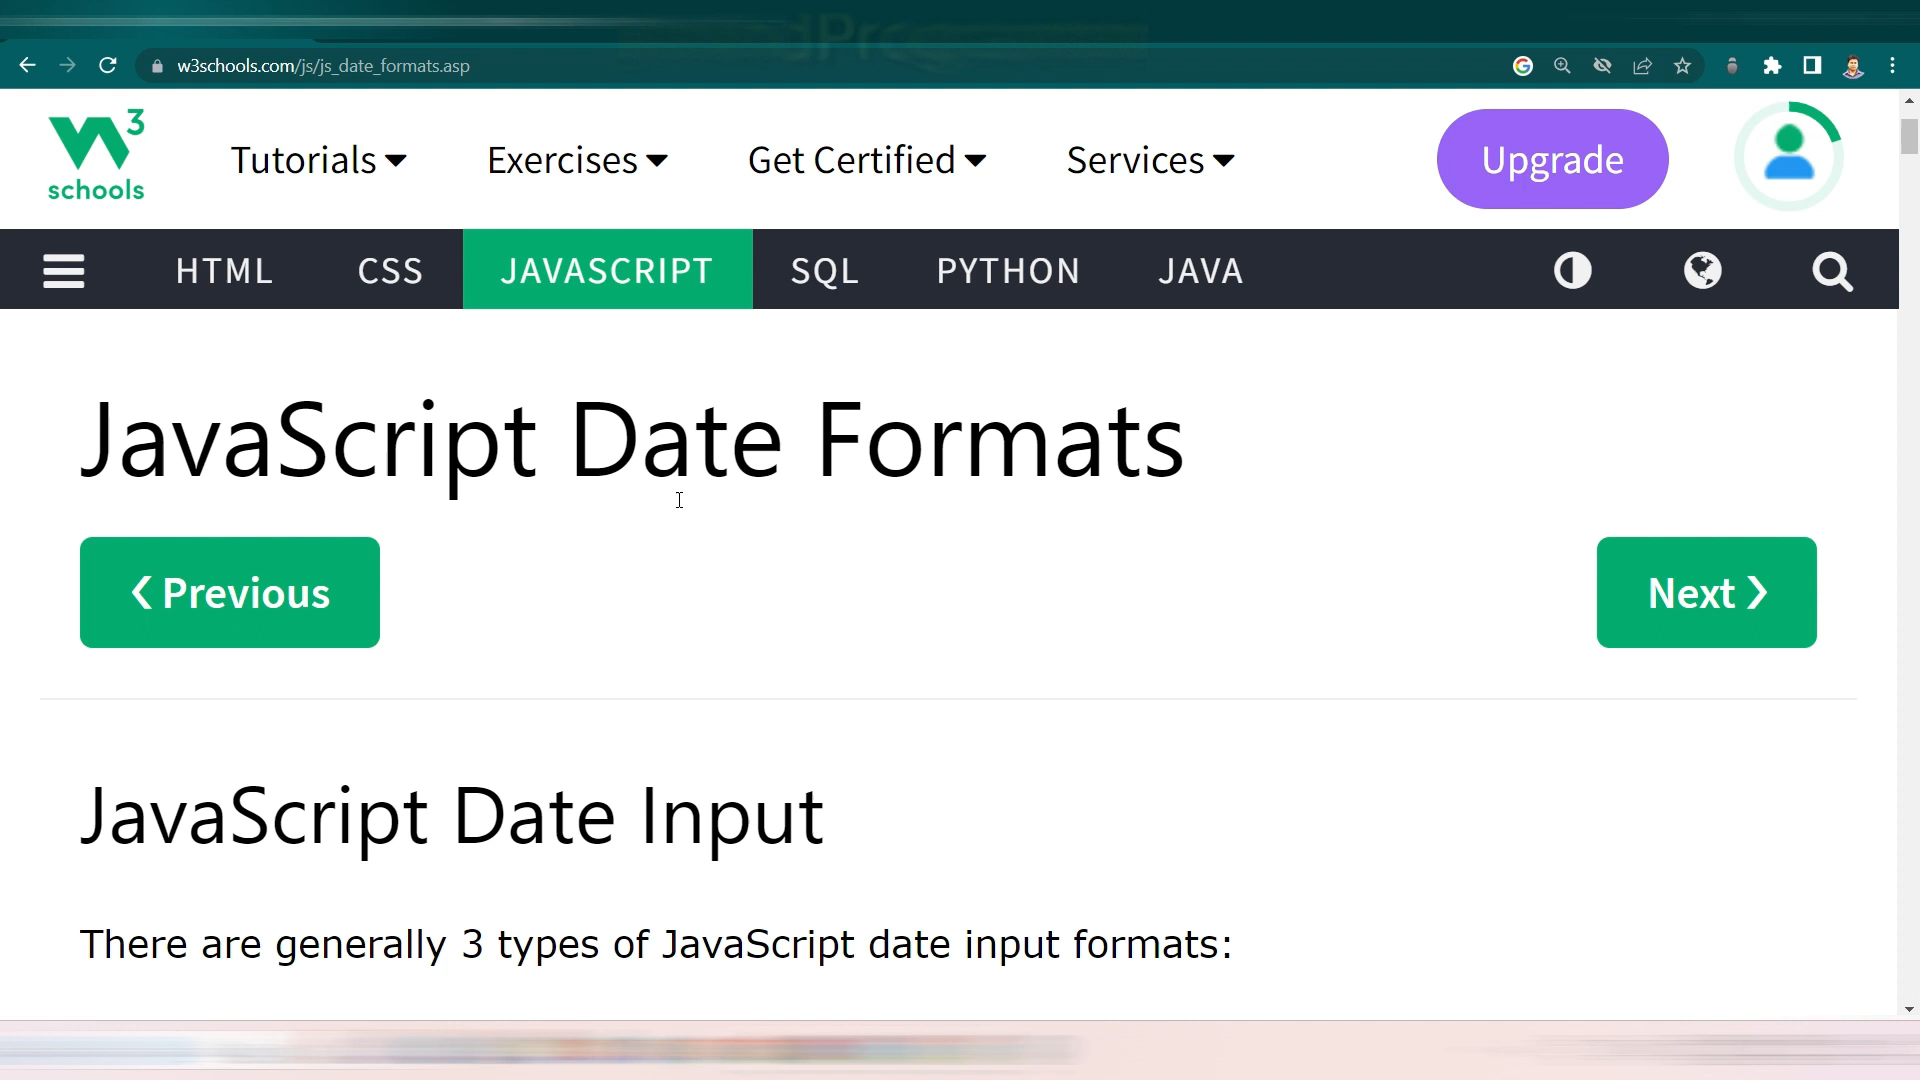 w3schools.com/js/js_date_formats.asp
3
schools
Tutorials
Exercises
Get Certified
Services
Upgrade
HTML
CSS
JAVASCRIPT
SQL
PYTHON
JAVA
JavaScript Date Formats
❮ Previous
Next ❯
JavaScript Date Input
There are generally 3 types of JavaScript date input formats: